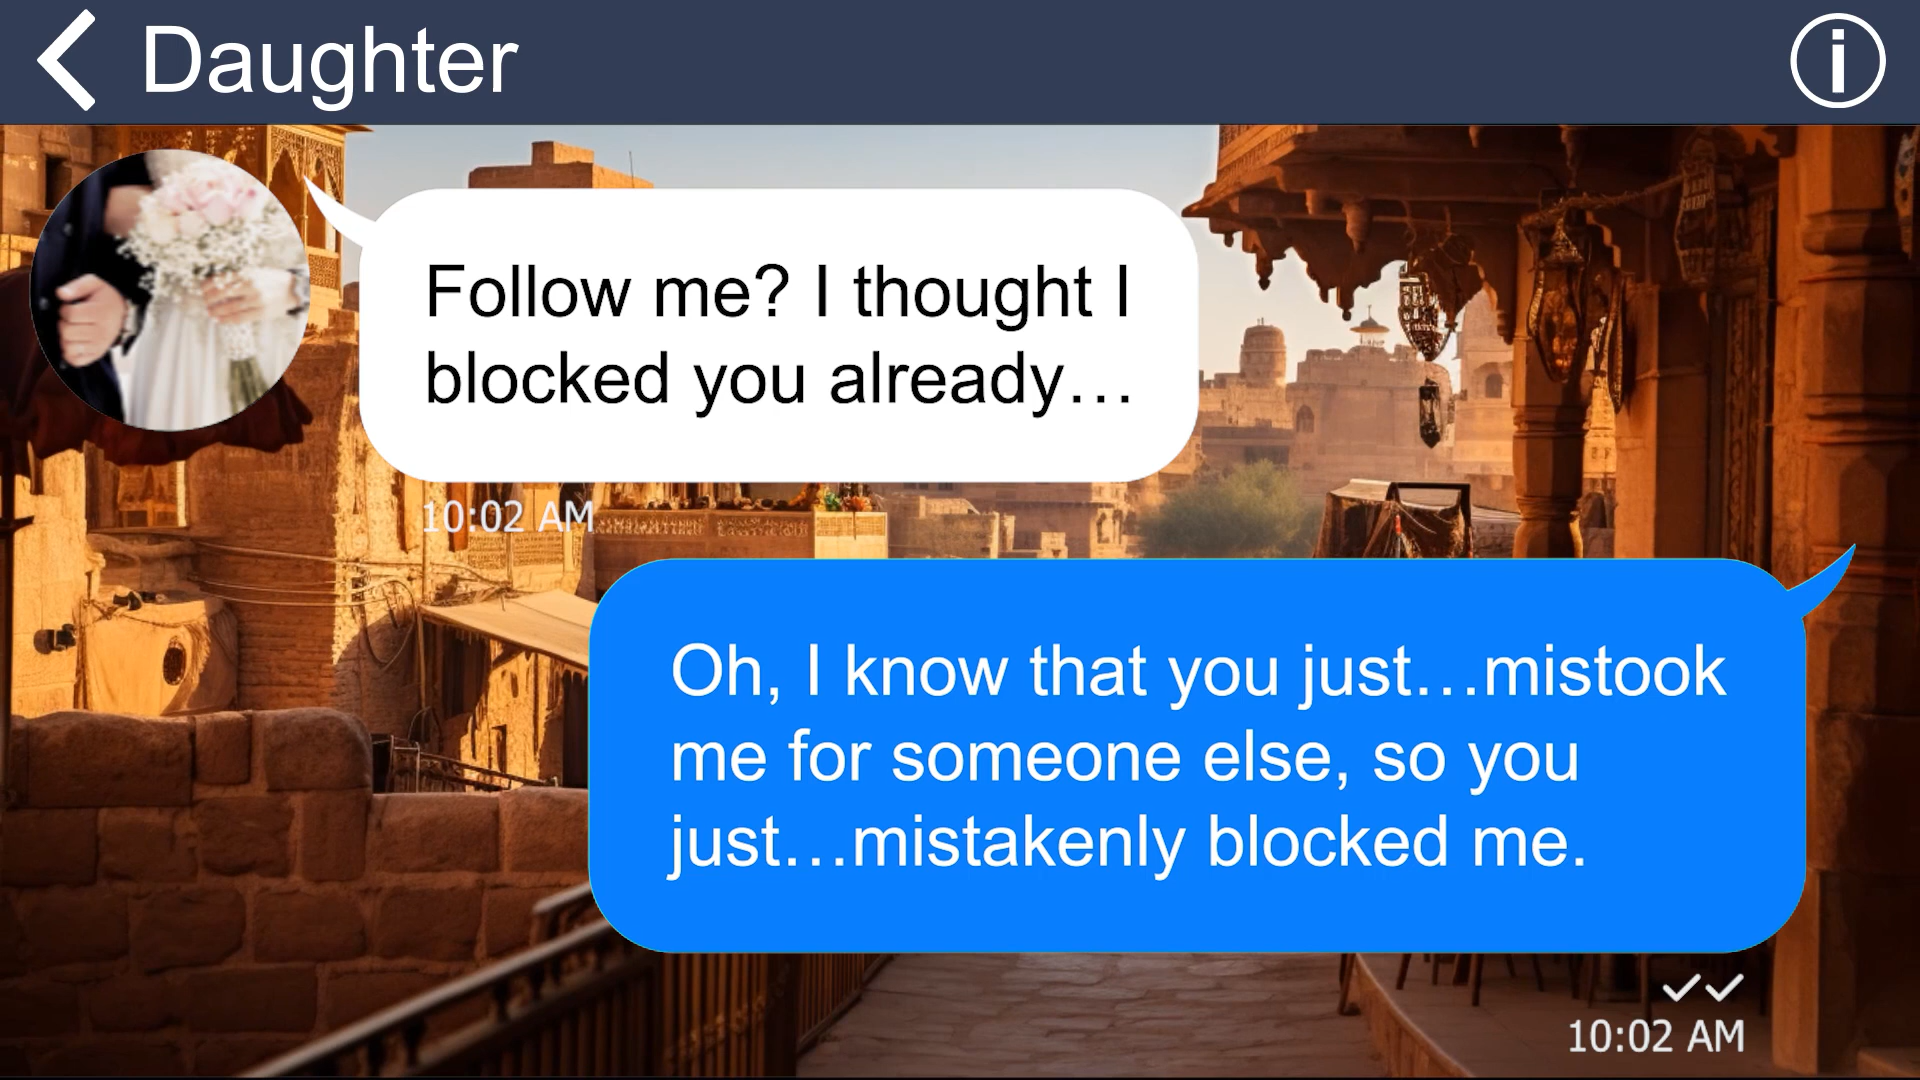 Daughter
Follow me? I thought I
blocked you already…
10:02 AM
Oh, I know that you just…mistook
me for someone else, so you
just…mistakenly blocked me.
10:02 AM